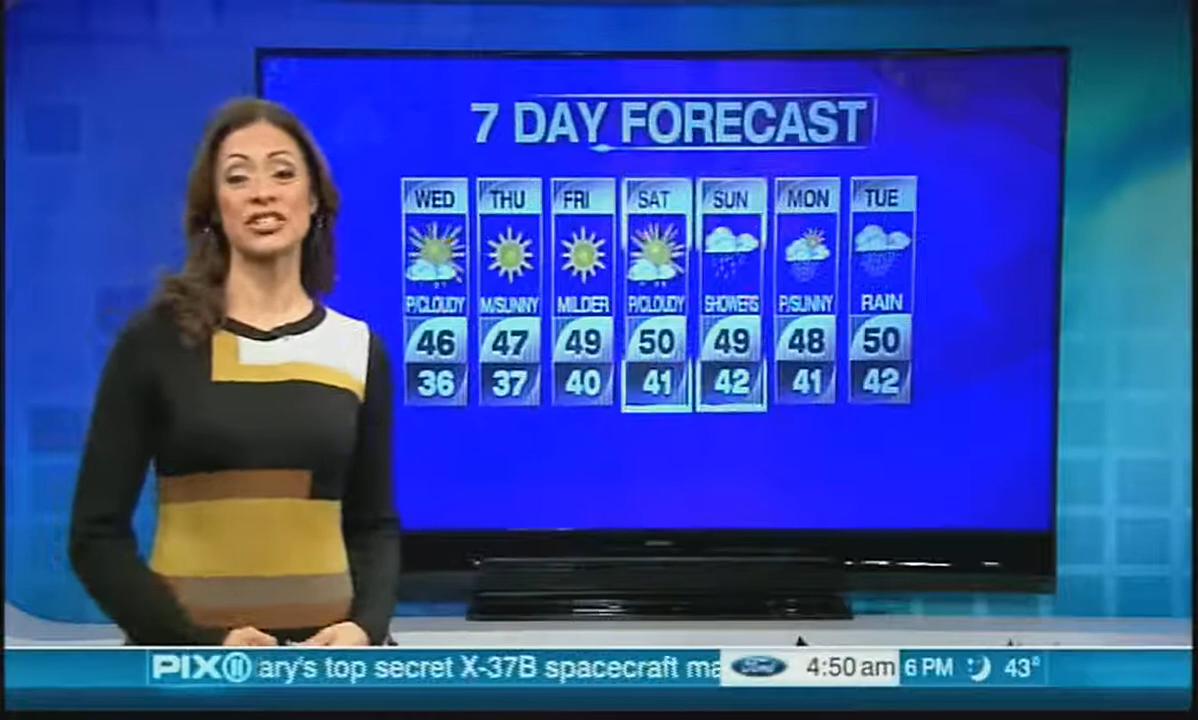 7 DAY FORECAST
WED THU FRI SAT SUN MON TUE
P/CLOUDY M/SUNNY MILDER P/CLOUDY SHOWERS P/SUNNY RAIN
46 47 49 50 49 48 50
36 37 40 41 42 41 42
PIX 11 ary's top secret X-37B spacecraft ma Ford 4:50 am 6 PM 43°